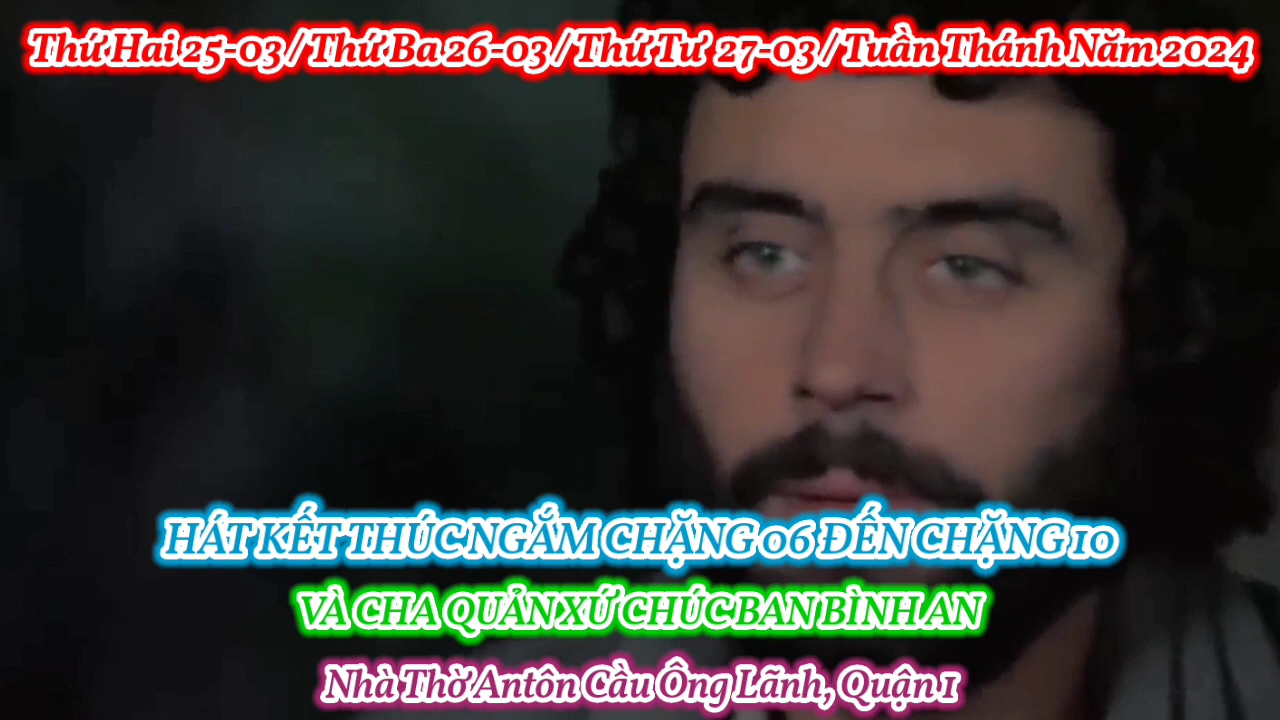 Thứ Hai 25-03 / Thứ Ba 26-03 / Thứ Tư 27-03 / Tuần Thánh Năm 2024
HÁT KẾT THÚC NGẮM CHẶNG 06 ĐẾN CHẶNG 10
VÀ CHA QUẢN XỨ CHÚC BAN BÌNH AN
Nhà Thờ Antôn Cầu Ông Lãnh, Quận 1